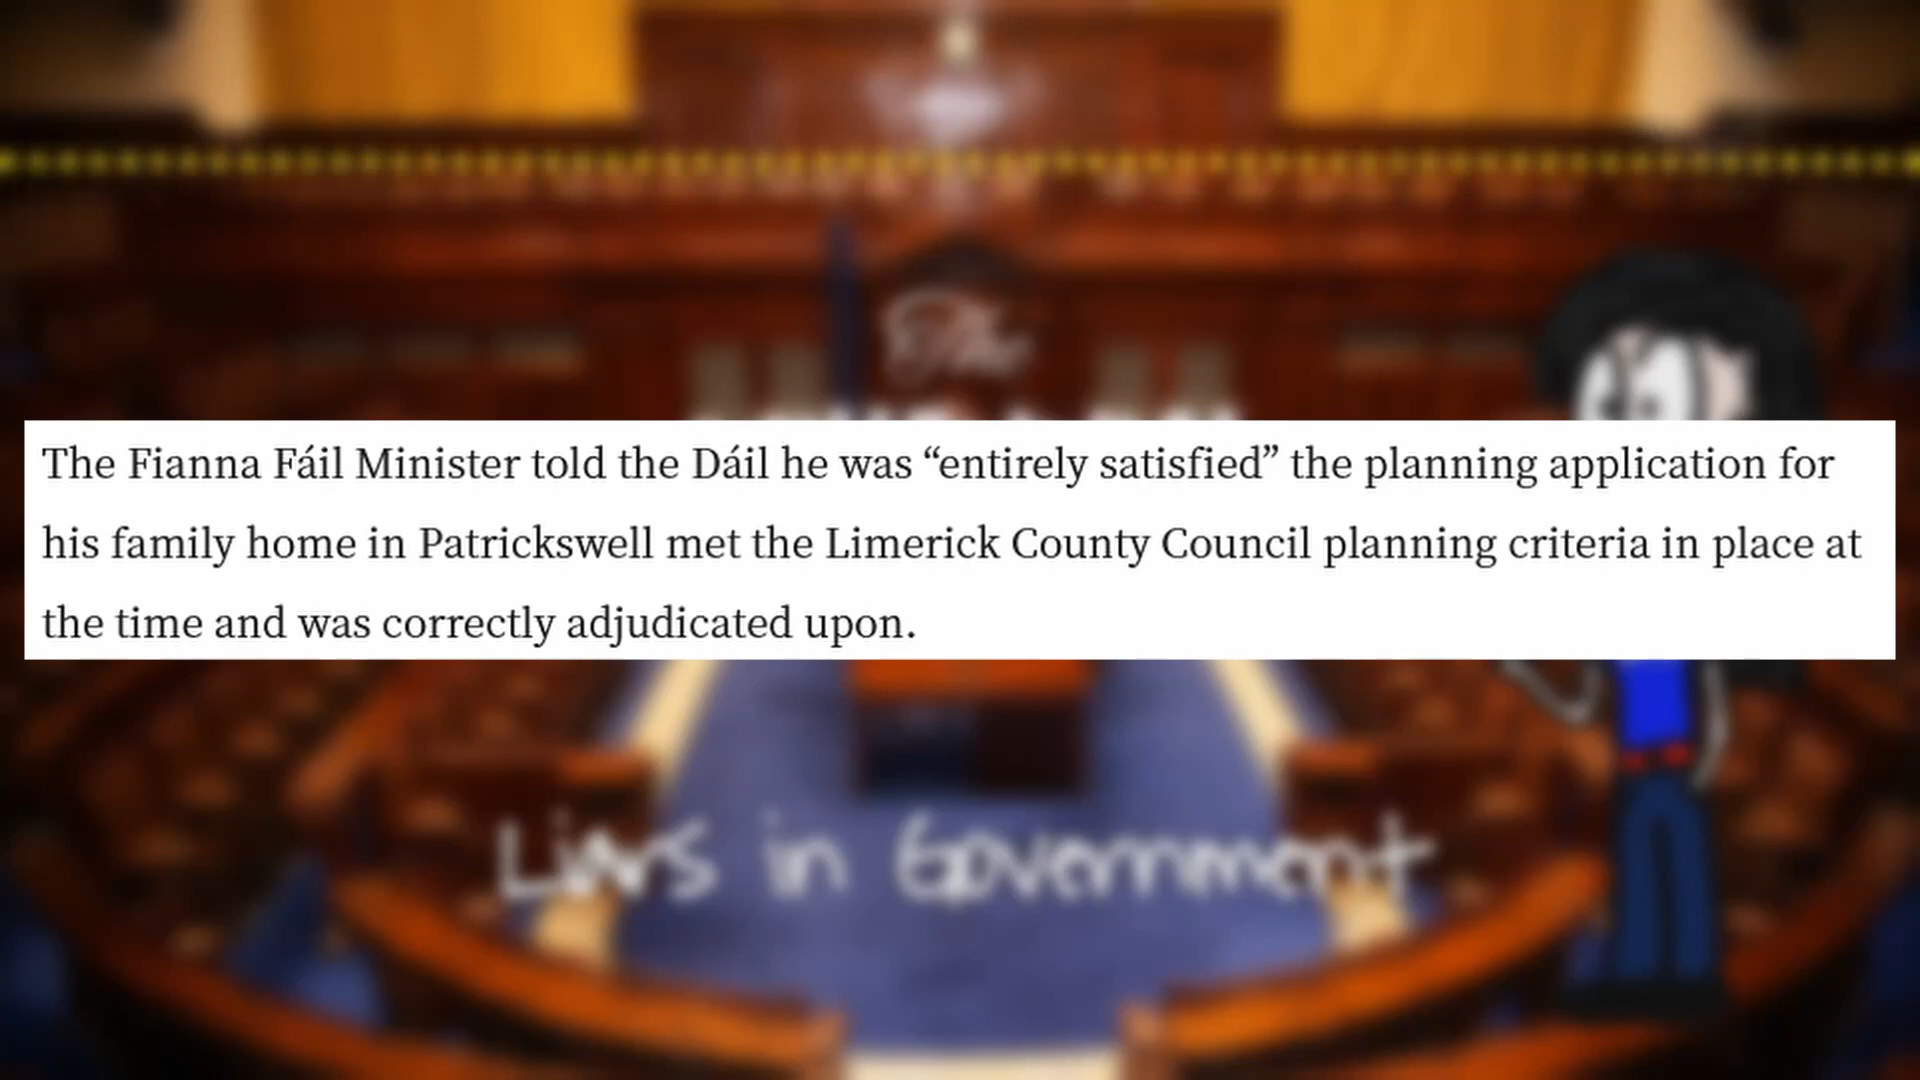 The
The Fianna Fáil Minister told the Dáil he was “entirely satisfied” the planning application for
his family home in Patrickswell met the Limerick County Council planning criteria in place at
the time and was correctly adjudicated upon.
Liars in Government